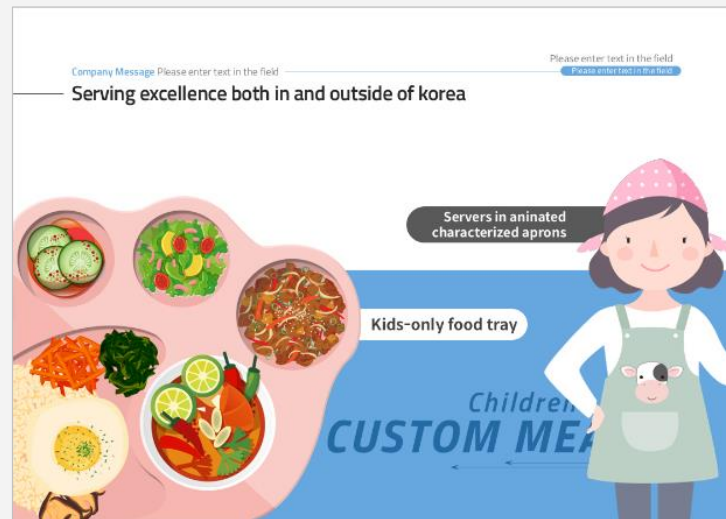 Please enter text in the field
Company Message Please enter text in the field
Please enter text in the field
Serving excellence both in and outside of korea
Servers in aninated
characterized aprons
Kids-only food tray
Children
CUSTOM MEA